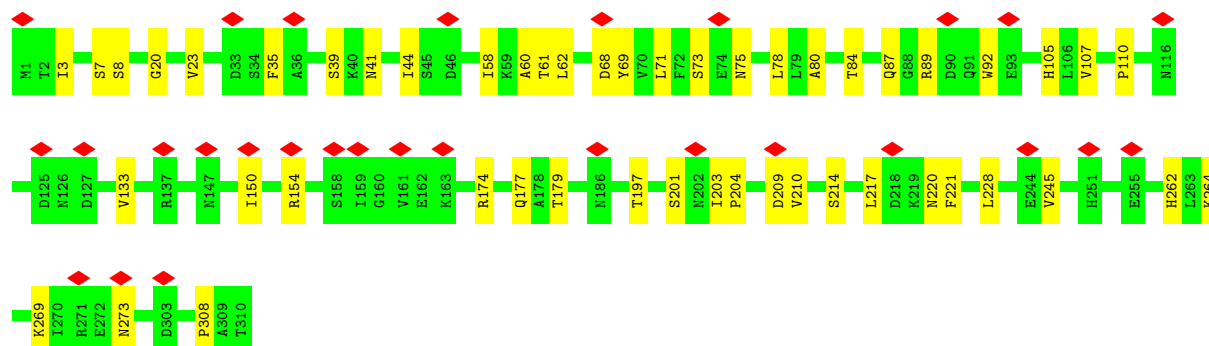 M1 T2 I3 S7 S8 G20 V23 D33 S34 F35 A36 S39 K40 N41 I44 S45 D46 I58 K59 A60 T61 L62 D68 Y69 V70 L71 F72 S73 E74 N75 L78 L79 A80 T84 Q87 G88 R89 D90 Q91 W92 E93 H105 L106 V107 P110 N116
D125 N126 D127 V133 R137 N147 I150 R154 S158 I159 G160 V161 E162 K163 R174 Q177 A178 T179 N186 T197 S201 N202 I203 P204 D209 V210 S214 L217 D218 K219 N220 F221 L228 E244 V245 H251 E255 H262 L263 K264
K269 I270 R271 E272 N273 D303 P308 A309 T310